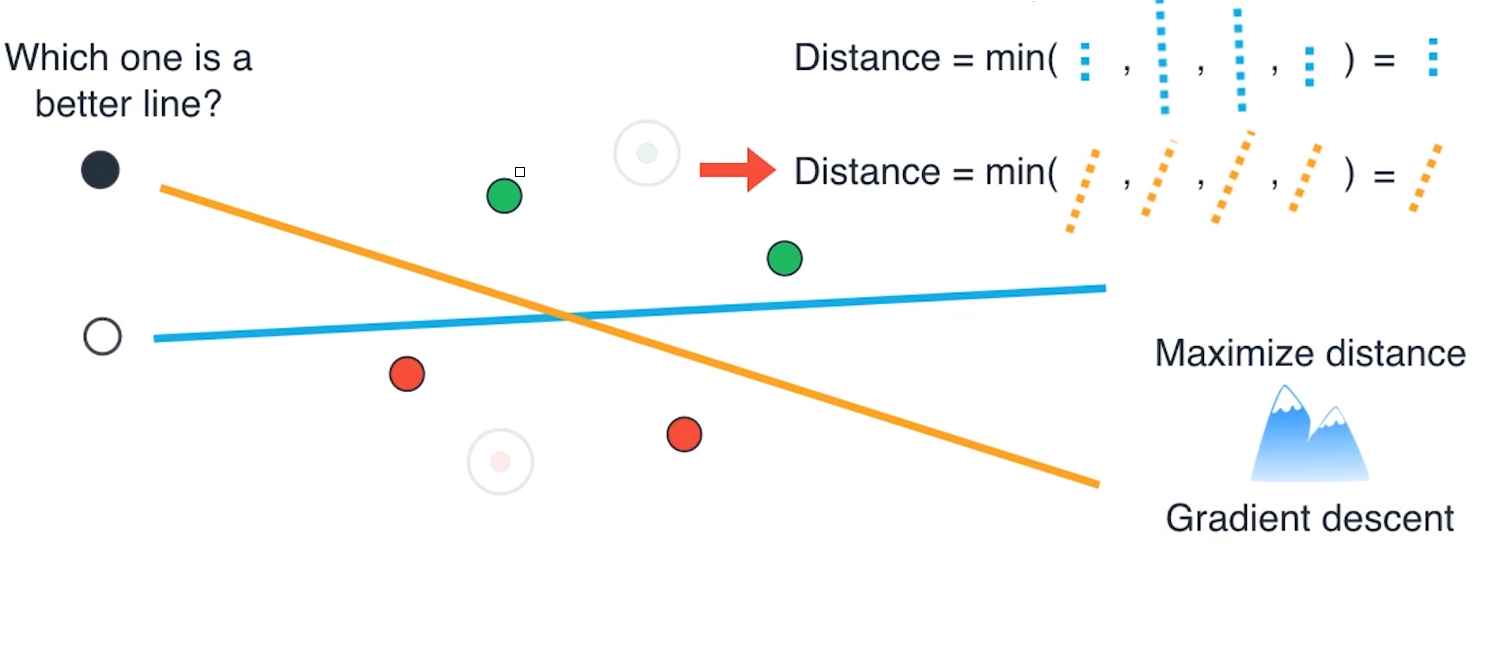 Which one is a
better line?
Distance = min( , , , ) =
Distance = min( , , , ) =
Maximize distance
Gradient descent